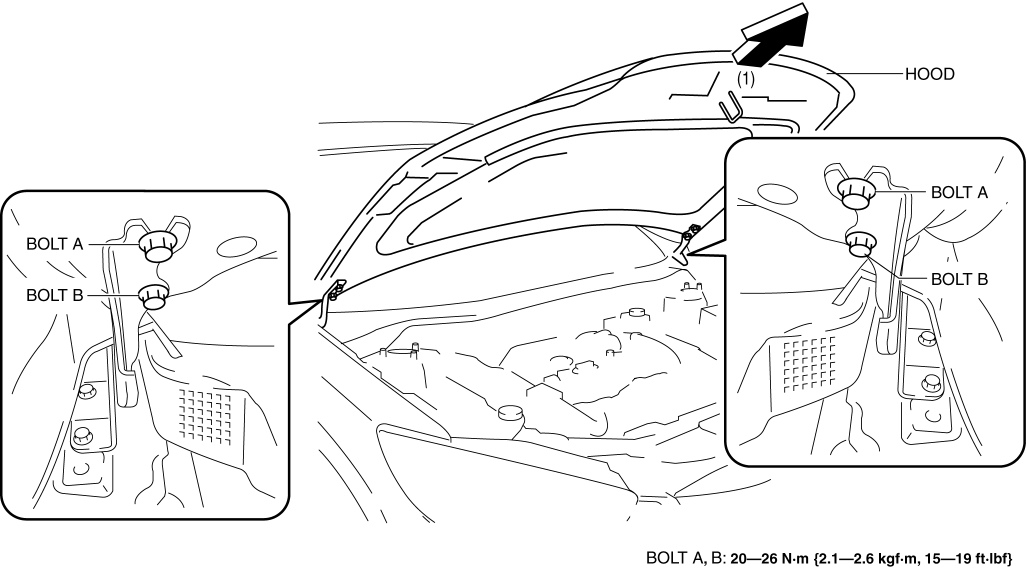 (1)
HOOD
BOLT A
BOLT B
BOLT A
BOLT B
BOLT A, B: 20—26 N·m {2.1—2.6 kgf·m, 15—19 ft·lbf}